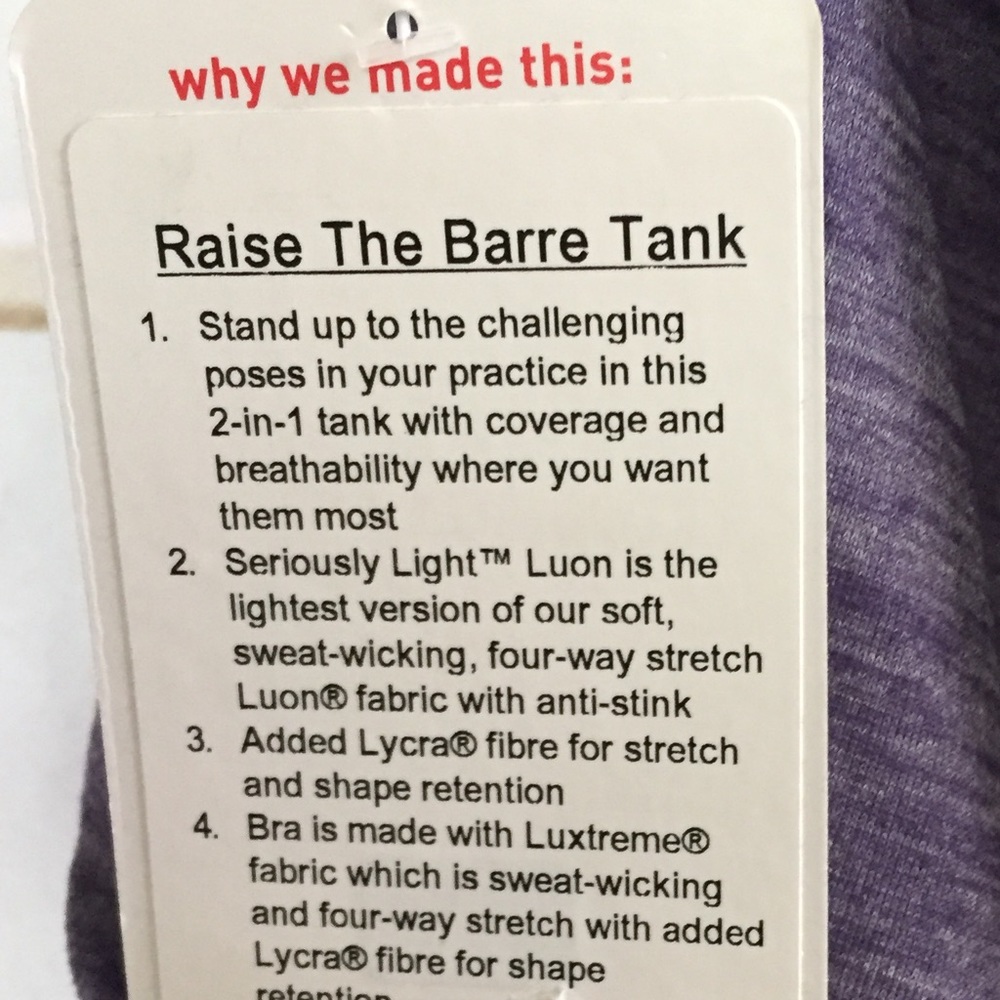 why we made this:
Raise The Barre Tank
1. Stand up to the challenging
poses in your practice in this
2-in-1 tank with coverage and
breathability where you want
them most
2. Seriously Light™ Luon is the
lightest version of our soft,
sweat-wicking, four-way stretch
Luon® fabric with anti-stink
3. Added Lycra® fibre for stretch
and shape retention
4. Bra is made with Luxtreme®
fabric which is sweat-wicking
and four-way stretch with added
Lycra® fibre for shape
retention